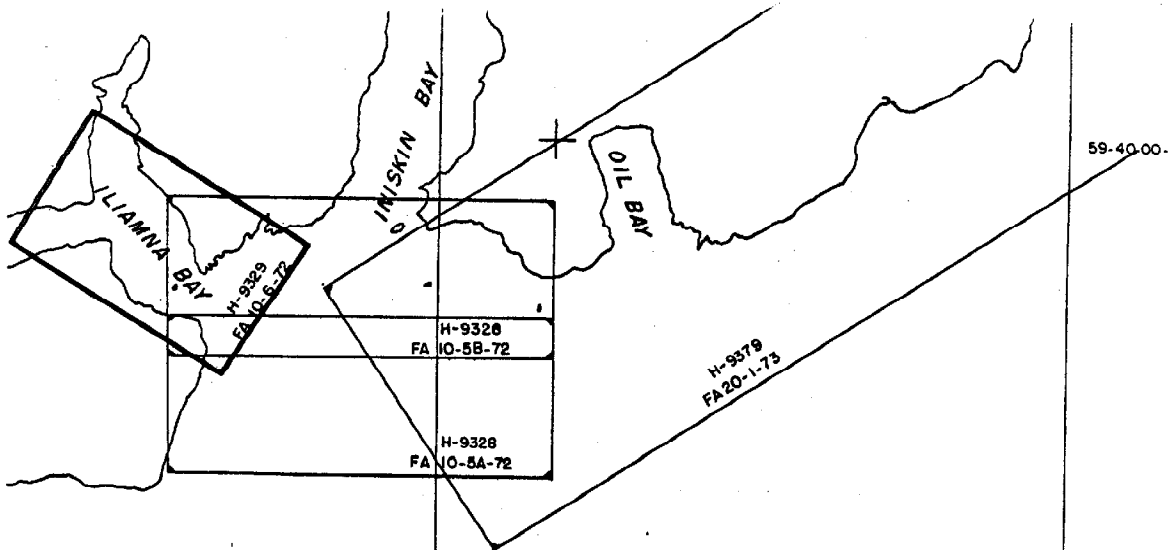 INISKIN BAY
OIL BAY
59-40-00-
ILIAMNA BAY
H-9329
FA 10-6-72
H-9328
FA 10-5B-72
H-9379
FA 20-1-73
H-9328
FA 10-5A-72